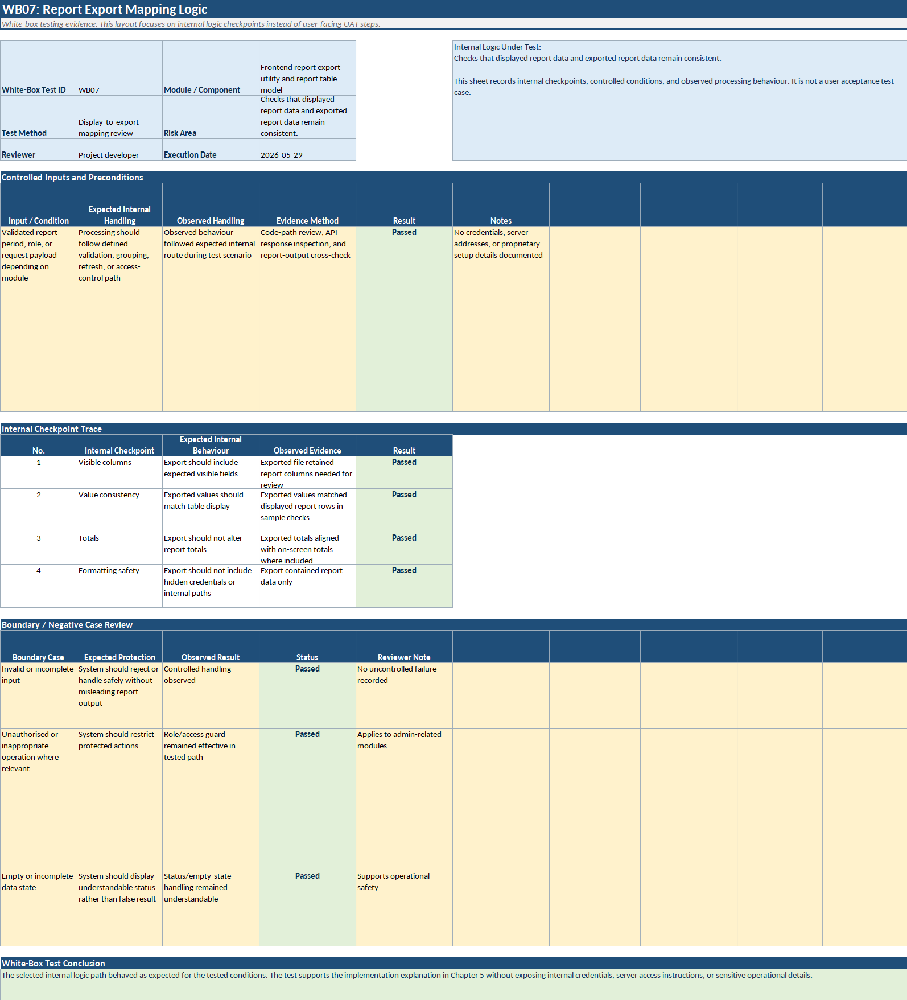 WB07: Report Export Mapping Logic
White-box testing evidence. This layout focuses on internal logic checkpoints instead of user-facing UAT steps.
White-Box Test ID
WB07
Module / Component
Frontend report export
utility and report table
model
Internal Logic Under Test:
Checks that displayed report data and exported report data remain consistent.
This sheet records internal checkpoints, controlled conditions, and observed processing behaviour. It is not a user acceptance test
case.
Test Method
Display-to-export
mapping review
Risk Area
Checks that displayed
report data and exported
report data remain
consistent.
Reviewer
Project developer
Execution Date
2026-05-29
Controlled Inputs and Preconditions
Input / Condition
Expected Internal
Handling
Observed Handling
Evidence Method
Result
Notes
Validated report
period, role, or
request payload
depending on
module
Processing should
follow defined
validation, grouping,
refresh, or access-
control path
Observed behaviour
followed expected internal
route during test scenario
Code-path review, API
response inspection, and
report-output cross-check
Passed
No credentials, server
addresses, or proprietary
setup details documented
Internal Checkpoint Trace
No.
Internal Checkpoint
Expected Internal
Behaviour
Observed Evidence
Result
1
Visible columns
Export should include
expected visible fields
Exported file retained
report columns needed for
review
Passed
2
Value consistency
Exported values should
match table display
Exported values matched
displayed report rows in
sample checks
Passed
3
Totals
Export should not alter
report totals
Exported totals aligned
with on-screen totals
where included
Passed
4
Formatting safety
Export should not include
hidden credentials or
internal paths
Export contained report
data only
Passed
Boundary / Negative Case Review
Boundary Case
Expected Protection
Observed Result
Status
Reviewer Note
Invalid or incomplete
input
System should reject or
handle safely without
misleading report
output
Controlled handling
observed
Passed
No uncontrolled failure
recorded
Unauthorised or
inappropriate
operation where
relevant
System should restrict
protected actions
Role/access guard
remained effective in
tested path
Passed
Applies to admin-related
modules
Empty or incomplete
data state
System should display
understandable status
rather than false result
Status/empty-state
handling remained
understandable
Passed
Supports operational
safety
White-Box Test Conclusion
The selected internal logic path behaved as expected for the tested conditions. The test supports the implementation explanation in Chapter 5 without exposing internal credentials, server access instructions, or sensitive operational details.